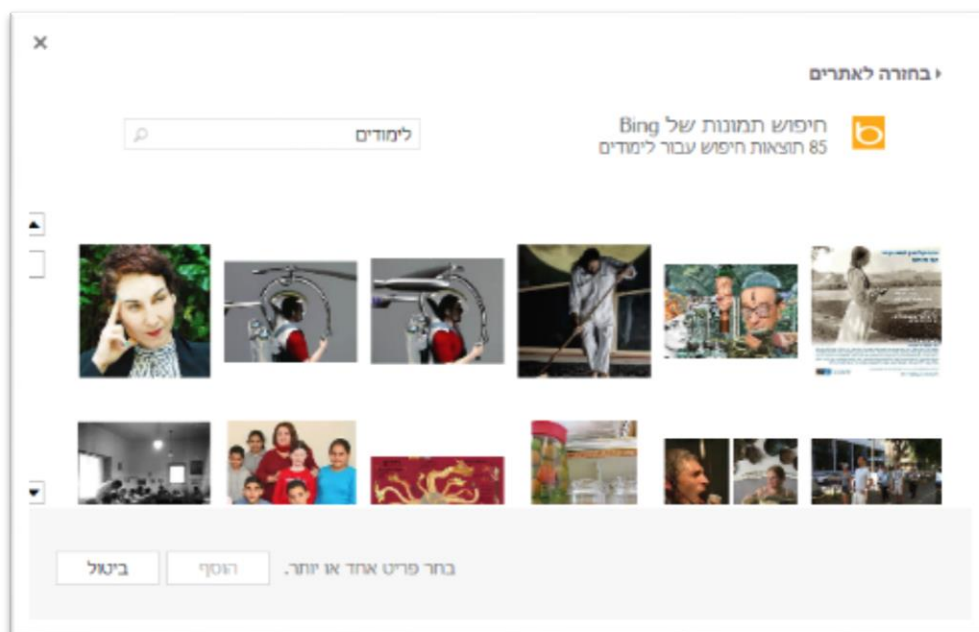 בחזרה לאתרים
חיפוש תמונות של Bing
85 תוצאות חיפוש עבור לימודים
לימודים
בחר פריט אחד או יותר.
הוסף
ביטול